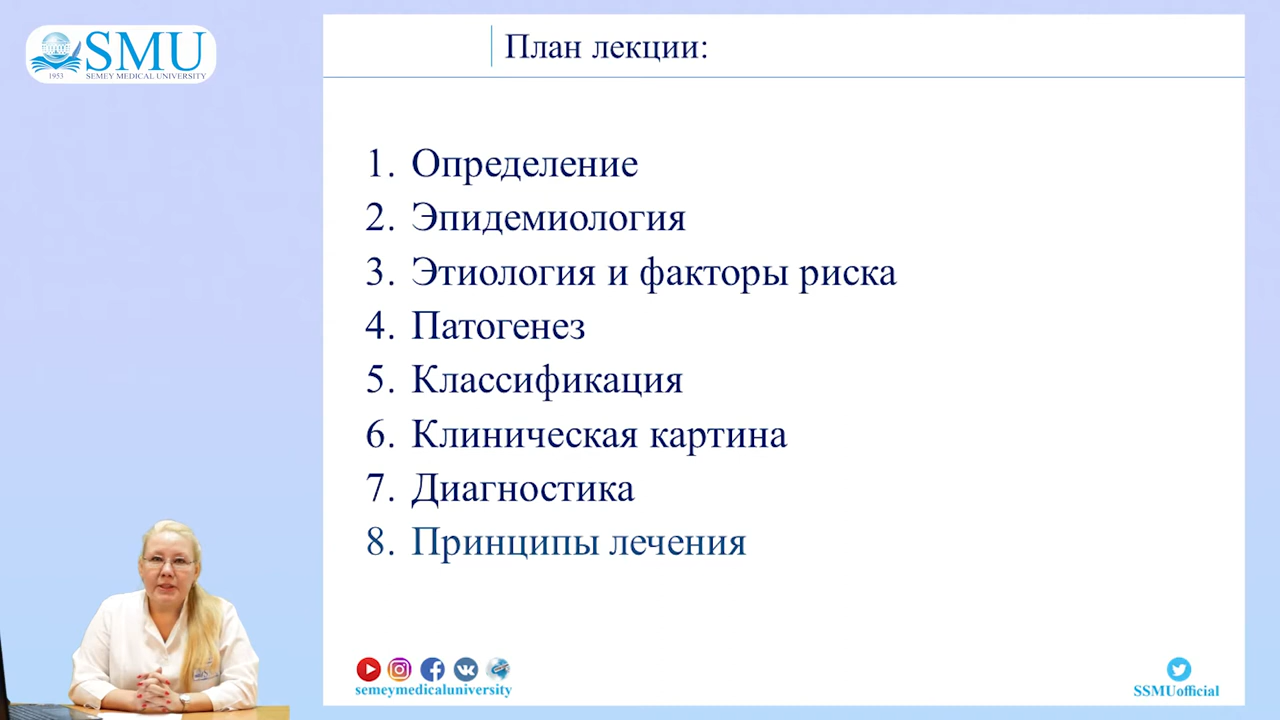 SMU
1953 SEMEY MEDICAL UNIVERSITY
План лекции:
1. Определение
2. Эпидемиология
3. Этиология и факторы риска
4. Патогенез
5. Классификация
6. Клиническая картина
7. Диагностика
8. Принципы лечения
semeymedicaluniversity
SSMUofficial